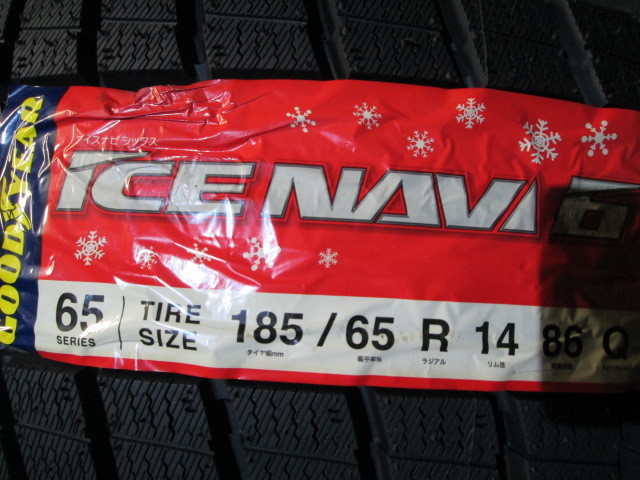 GOODYEAR
アイスナビ シックス
ICE NAVI 6
65 SERIES
TIRE SIZE
185 / 65 R 14 86 Q
タイヤ幅mm 偏平率% ラジアル リム径